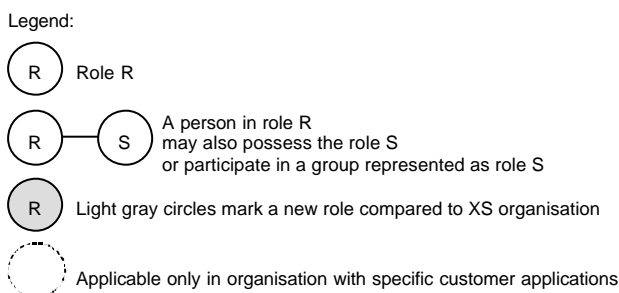 Legend:
R Role R
A person in role R
R S may also possess the role S
or participate in a group represented as role S
R Light gray circles mark a new role compared to XS organisation
Applicable only in organisation with specific customer applications